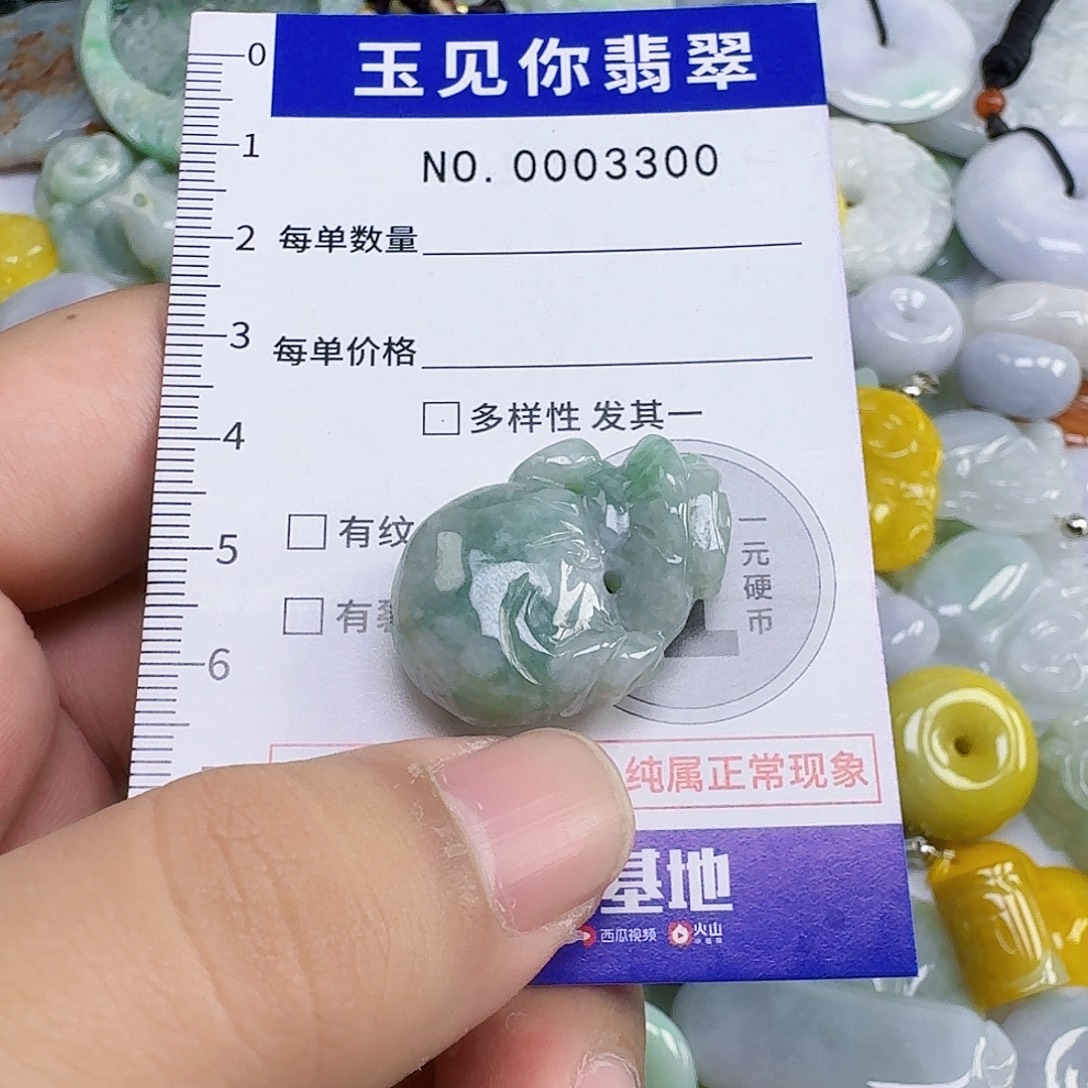 玉见你翡翠
0
1
2
3
4
5
6
NO. 0003300
每单数量
每单价格
□多样性 发其一
□有纹
□有
一元硬币
纯属正常现象
基地
西瓜视频 火山